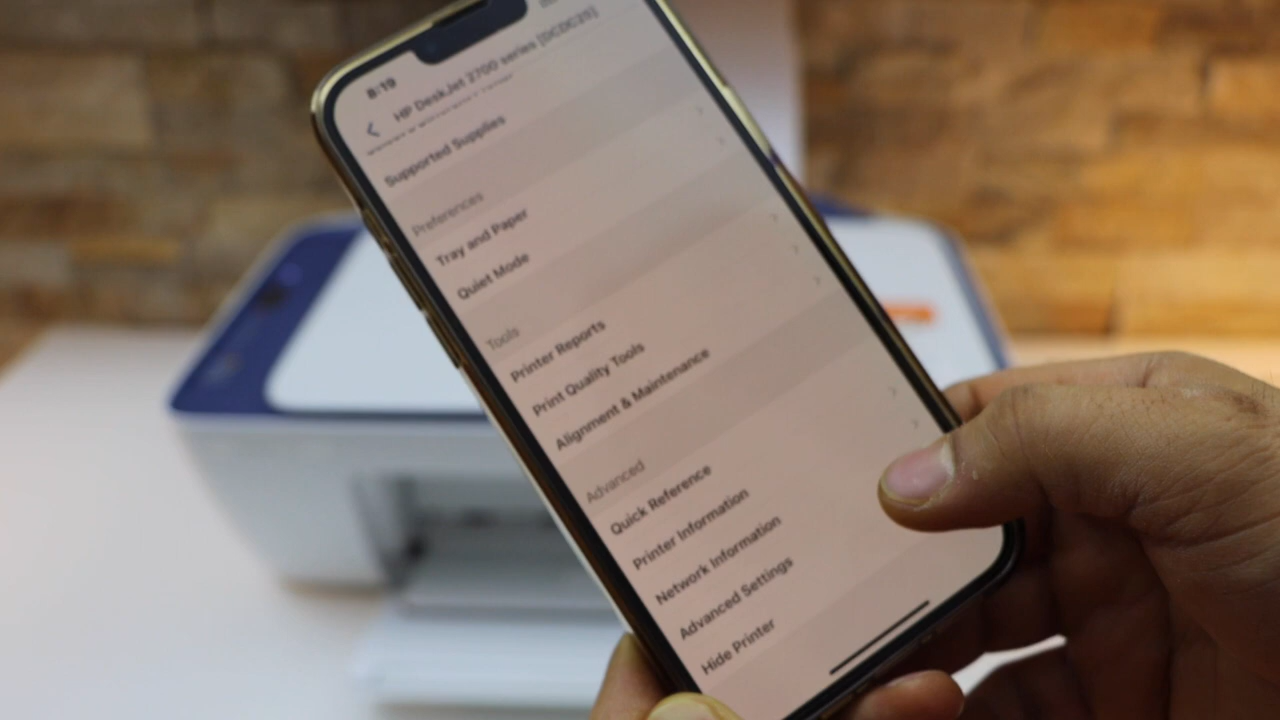 8:19
HP DeskJet 2700 series [DCDC25]
Supported Supplies
Preferences
Tray and Paper
Quiet Mode
Tools
Printer Reports
Print Quality Tools
Alignment & Maintenance
Advanced
Quick Reference
Printer Information
Network Information
Advanced Settings
Hide Printer